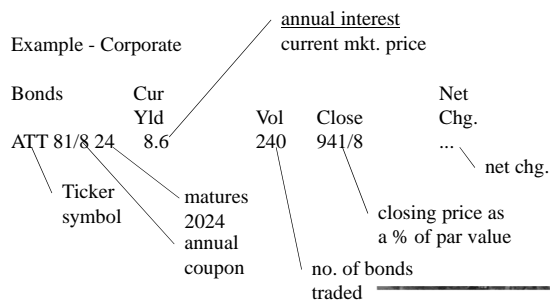 annual interest
current mkt. price
Example - Corporate
Bonds Cur Net
Yld Vol Close Chg.
ATT 81/8 24 8.6 240 941/8 ...
net chg.
Ticker
symbol
matures
2024
annual
coupon
closing price as
a % of par value
no. of bonds
traded